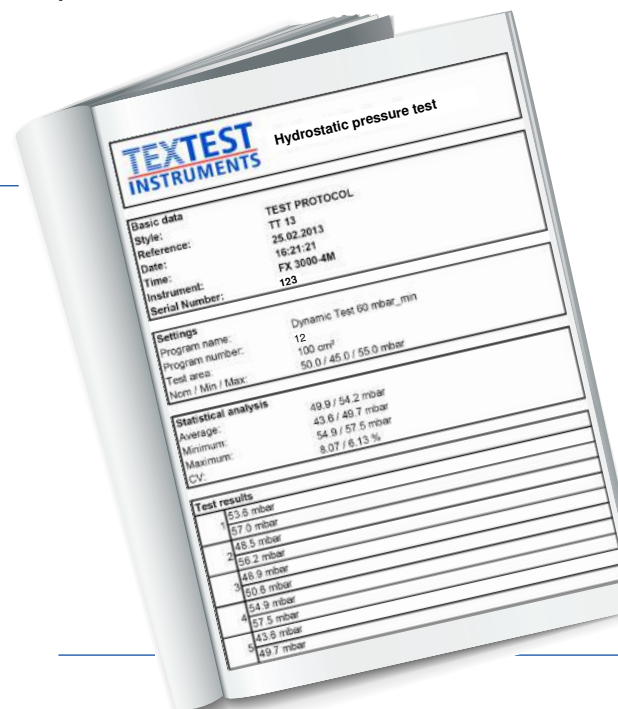 TEXTEST
INSTRUMENTS
Hydrostatic pressure test
Basic data
Style: TEST PROTOCOL
Reference: TT 13
Date: 25.02.2013
Time: 16:21:21
Instrument: FX 3000-4M
Serial Number: 123
Settings
Program name: Dynamic Test 60 mbar_min
Program number: 12
Test area: 100 cm²
Nom / Min / Max: 50.0 / 45.0 / 55.0 mbar
Statistical analysis
Average: 49.9 / 54.2 mbar
Minimum: 43.6 / 49.7 mbar
Maximum: 54.9 / 57.5 mbar
CV: 8.07 / 6.13 %
Test results
1 53.6 mbar
57.0 mbar
2 48.5 mbar
56.2 mbar
3 48.9 mbar
50.6 mbar
4 54.9 mbar
57.5 mbar
5 43.6 mbar
49.7 mbar